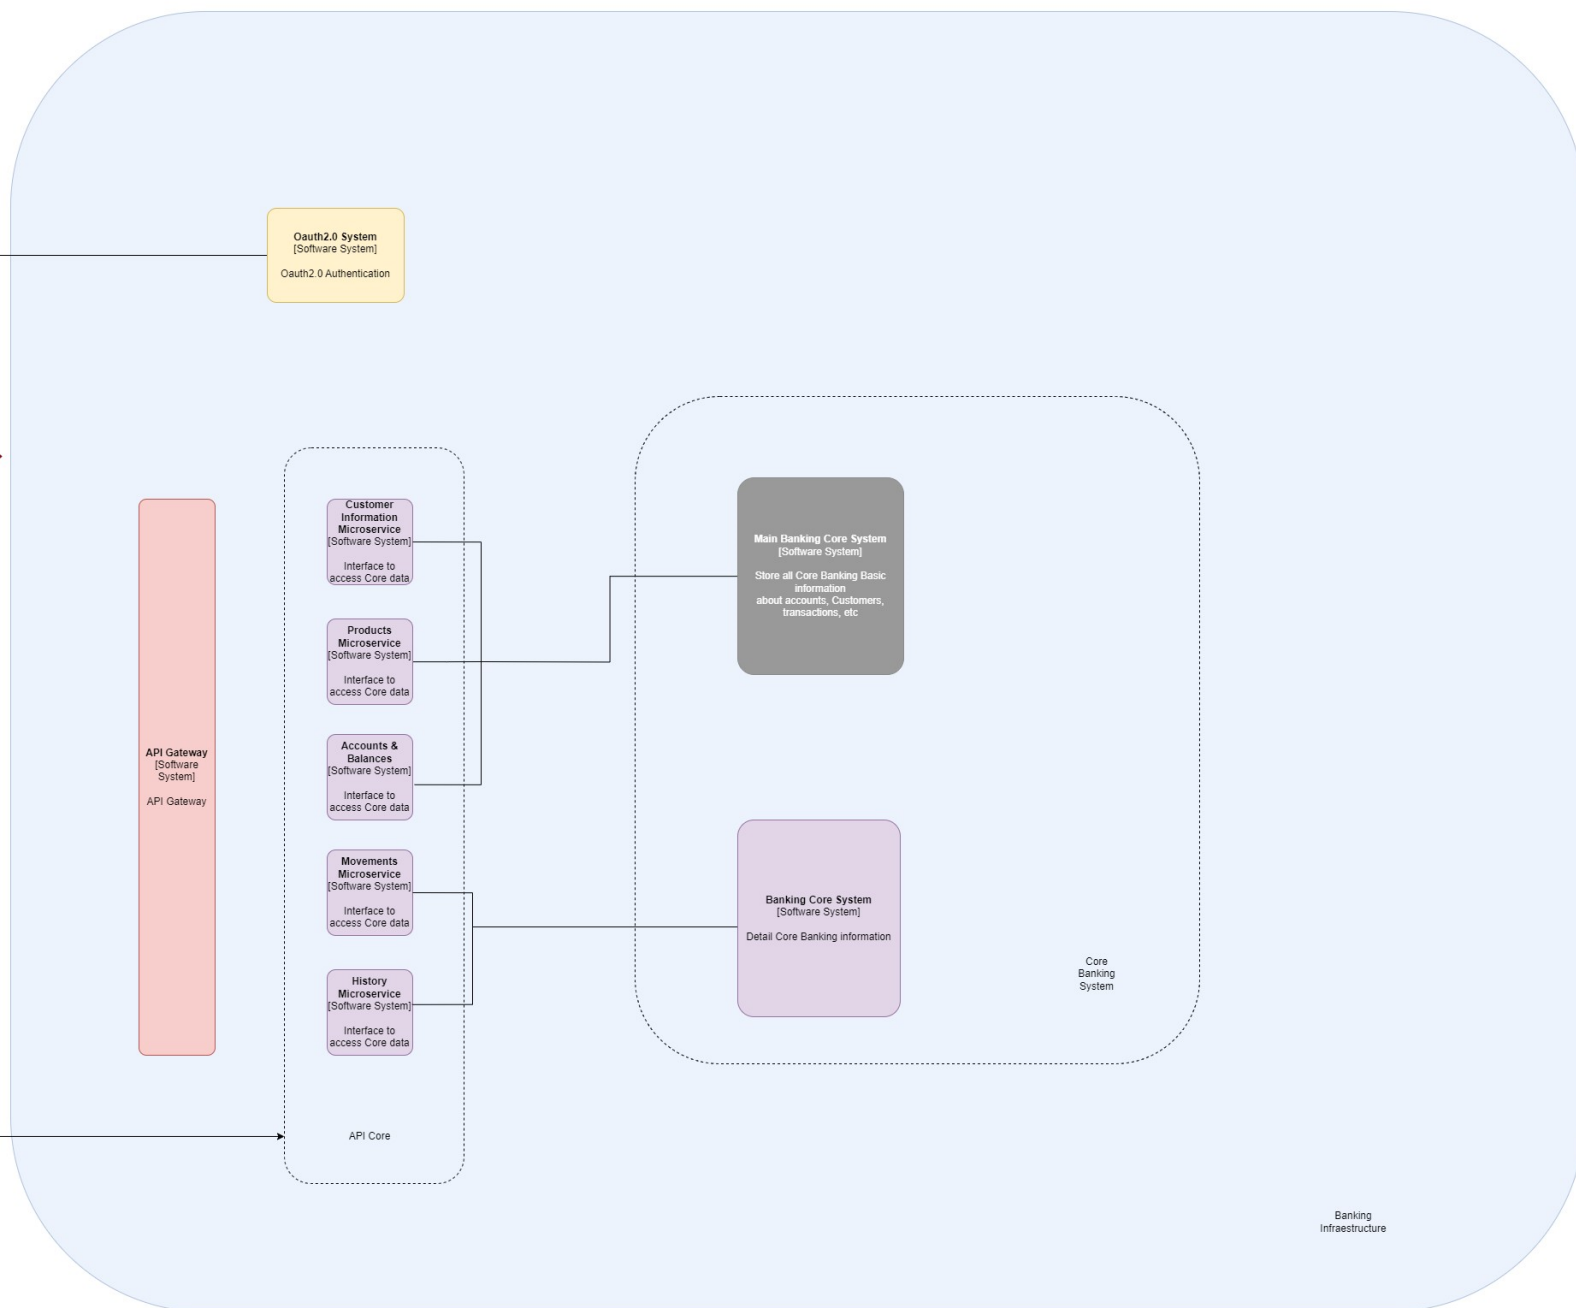 Oauth2.0 System
[Software System]
Oauth2.0 Authentication
Customer
Information
Microservice
[Software System]
Interface to
access Core data
Products
Microservice
[Software System]
Interface to
access Core data
Accounts &
Balances
[Software System]
Interface to
access Core data
Movements
Microservice
[Software System]
Interface to
access Core data
History
Microservice
[Software System]
Interface to
access Core data
API Core
API Gateway
[Software
System]
API Gateway
Main Banking Core System
[Software System]
Store all Core Banking Basic
information
about accounts, Customers,
transactions, etc
Banking Core System
[Software System]
Detail Core Banking information
Core
Banking
System
Banking
Infraestructure